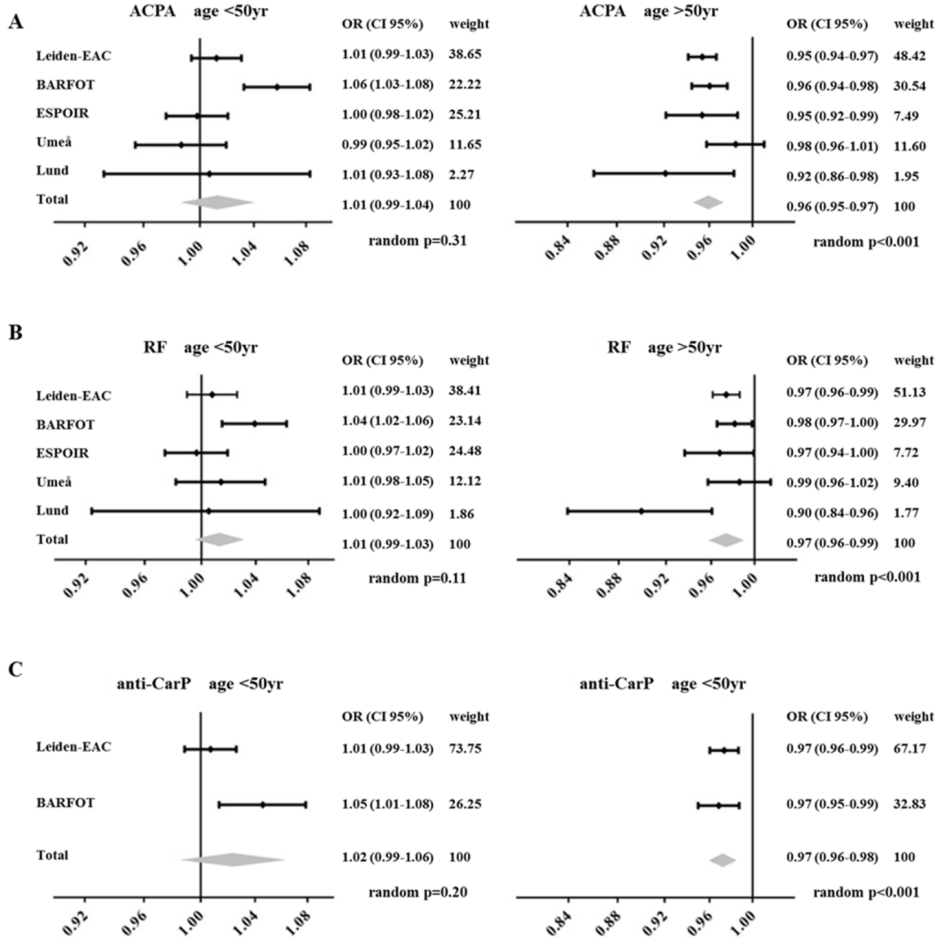 A
ACPA age <50yr
OR (CI 95%) weight
Leiden-EAC 1.01 (0.99-1.03) 38.65
BARFOT 1.06 (1.03-1.08) 22.22
ESPOIR 1.00 (0.98-1.02) 25.21
Umeå 0.99 (0.95-1.02) 11.65
Lund 1.01 (0.93-1.08) 2.27
Total 1.01 (0.99-1.04) 100
0.92 0.96 1.00 1.04 1.08
random p=0.31
ACPA age >50yr
OR (CI 95%) weight
0.95 (0.94-0.97) 48.42
0.96 (0.94-0.98) 30.54
0.95 (0.92-0.99) 7.49
0.98 (0.96-1.01) 11.60
0.92 (0.86-0.98) 1.95
0.96 (0.95-0.97) 100
0.84 0.88 0.92 0.96 1.00
random p<0.001
B
RF age <50yr
OR (CI 95%) weight
Leiden-EAC 1.01 (0.99-1.03) 38.41
BARFOT 1.04 (1.02-1.06) 23.14
ESPOIR 1.00 (0.97-1.02) 24.48
Umeå 1.01 (0.98-1.05) 12.12
Lund 1.00 (0.92-1.09) 1.86
Total 1.01 (0.99-1.03) 100
0.92 0.96 1.00 1.04 1.08
random p=0.11
RF age >50yr
OR (CI 95%) weight
0.97 (0.96-0.99) 51.13
0.98 (0.97-1.00) 29.97
0.97 (0.94-1.00) 7.72
0.99 (0.96-1.02) 9.40
0.90 (0.84-0.96) 1.77
0.97 (0.96-0.99) 100
0.84 0.88 0.92 0.96 1.00
random p<0.001
C
anti-CarP age <50yr
OR (CI 95%) weight
Leiden-EAC 1.01 (0.99-1.03) 73.75
BARFOT 1.05 (1.01-1.08) 26.25
Total 1.02 (0.99-1.06) 100
random p=0.20
0.92 0.96 1.00 1.04 1.08
anti-CarP age <50yr
OR (CI 95%) weight
0.97 (0.96-0.99) 67.17
0.97 (0.95-0.99) 32.83
0.97 (0.96-0.98) 100
random p<0.001
0.84 0.88 0.92 0.96 1.00